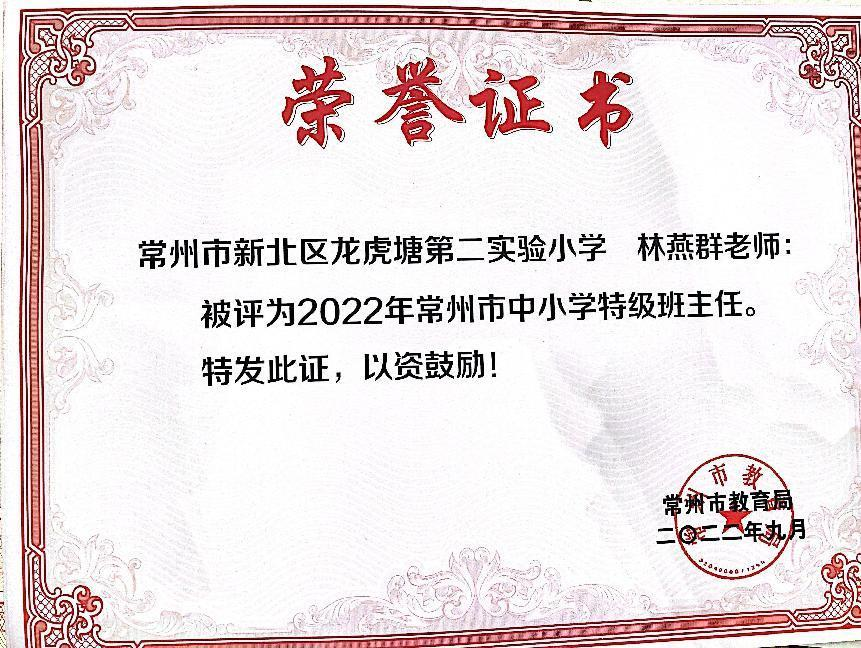 荣誉证书
常州市新北区龙虎塘第二实验小学 林燕群老师：
被评为2022年常州市中小学特级班主任。
特发此证，以资鼓励！
常州市教育局
二〇二二年九月